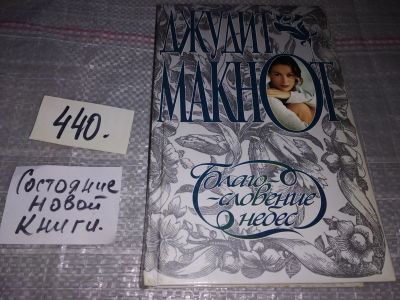 ДЖУДИТ
МАКНОТ
Благо-
-словение
небес
440.
Состояние
новой
книги.